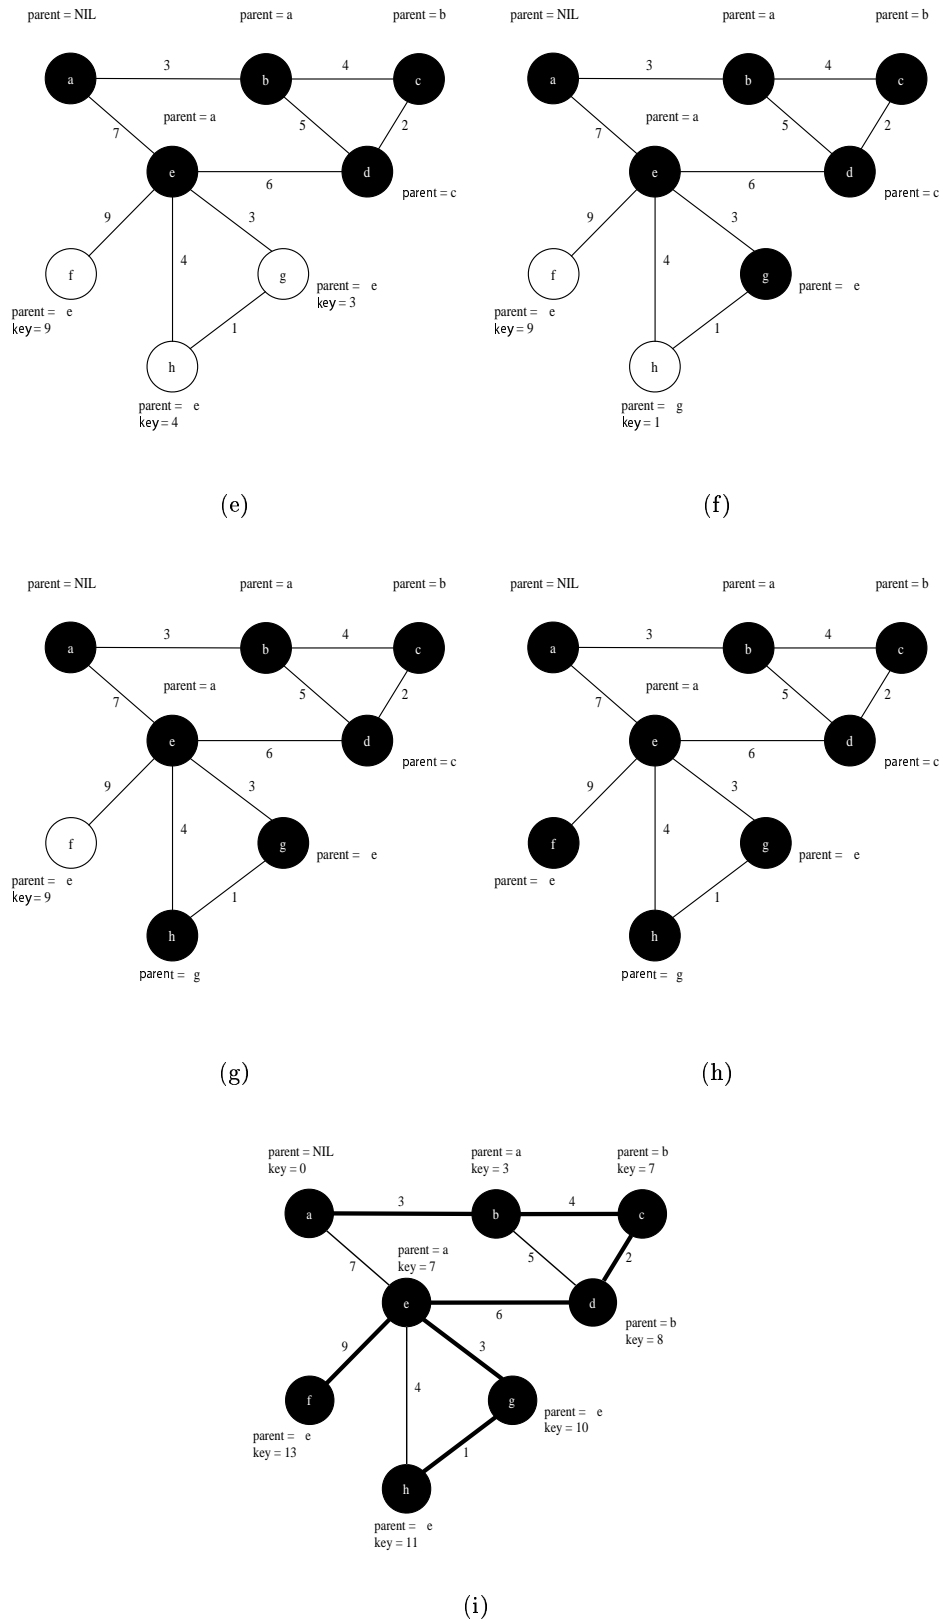 parent = NIL parent = a parent = b
a 3 b 4 c
7 parent = a 5 2
e 6 d
parent = c
9 4 3
f g
parent = e
key = 9
parent = e
key = 3
1
h
parent = e
key = 4
(e)
parent = NIL parent = a parent = b
a 3 b 4 c
7 parent = a 5 2
e 6 d
parent = c
9 4 3
f g
parent = e
key = 9
parent = e
1
h
parent = g
key = 1
(f)
parent = NIL parent = a parent = b
a 3 b 4 c
7 parent = a 5 2
e 6 d
parent = c
9 4 3
f g
parent = e
key = 9
parent = e
1
h
parent = g
(g)
parent = NIL parent = a parent = b
a 3 b 4 c
7 parent = a 5 2
e 6 d
parent = c
9 4 3
f g
parent = e
parent = e
1
h
parent = g
(h)
parent = NIL parent = a parent = b
key = 0 key = 3 key = 7
a 3 b 4 c
7 5 2
parent = a
key = 7
e 6 d
parent = b
key = 8
9 4 3
f g
parent = e
key = 13
parent = e
key = 10
1
h
parent = e
key = 11
(i)